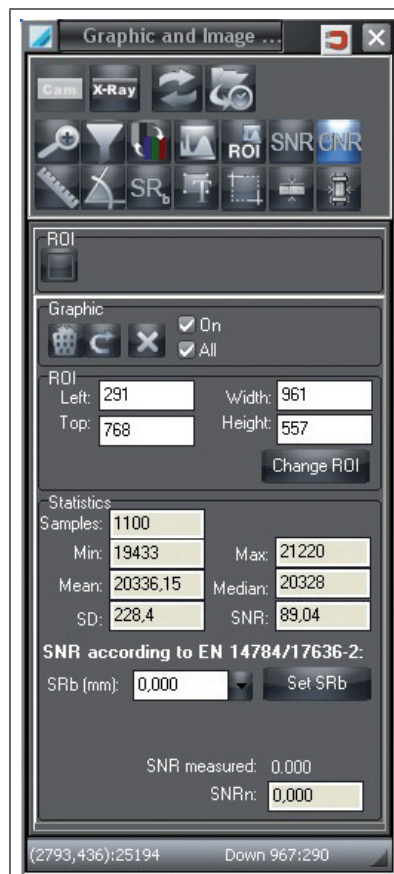 Graphic and Image ...
Cam X-Ray
ROI SNR CNR
SRb T
ROI
Graphic
On
All
ROI
Left: 291 Width: 961
Top: 768 Height: 557
Change ROI
Statistics
Samples: 1100
Min: 19433 Max: 21220
Mean: 20336,15 Median: 20328
SD: 228,4 SNR: 89,04
SNR according to EN 14784/17636-2:
SRb (mm): 0,000 Set SRb
SNR measured: 0.000
SNRn: 0,000
(2793,436):25194 Down 967:290